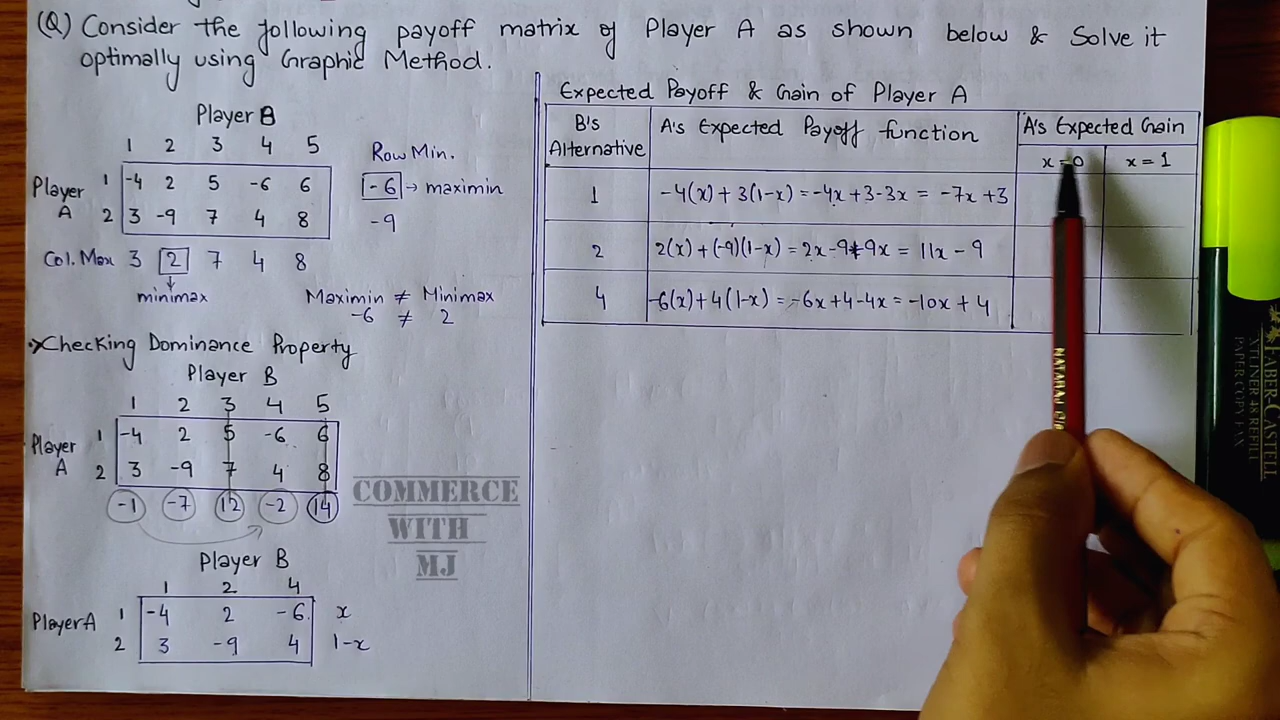 (Q) Consider the following payoff matrix of Player A as shown below & Solve it
optimally using Graphic Method.
Player B
1 2 3 4 5
Player A
1 -4 2 5 -6 6
2 3 -9 7 4 8
Row Min.
-6 → maximin
-9
Col. Max 3 2 7 4 8
minimax
Maximin ≠ Minimax
-6 ≠ 2
Checking Dominance Property
Player B
1 2 3 4 5
Player A
1 -4 2 5 -6 6
2 3 -9 7 4 8
-1 -7 12 -2 14
Player B
1 2 4
Player A
1 -4 2 -6 x
2 3 -9 4 1-x
COMMERCE
WITH
MJ
Expected Payoff & Gain of Player A
B's Alternative
A's Expected Payoff function
A's Expected Gain
x=0 x=1
1 -4(x)+3(1-x)=-4x+3-3x = -7x+3
2 2(x)+(-9)(1-x)=2x-9+9x = 11x-9
4 -6(x)+4(1-x)=-6x+4-4x=-10x+4
FABER-CASTELL
XTLINER 48 REFILL